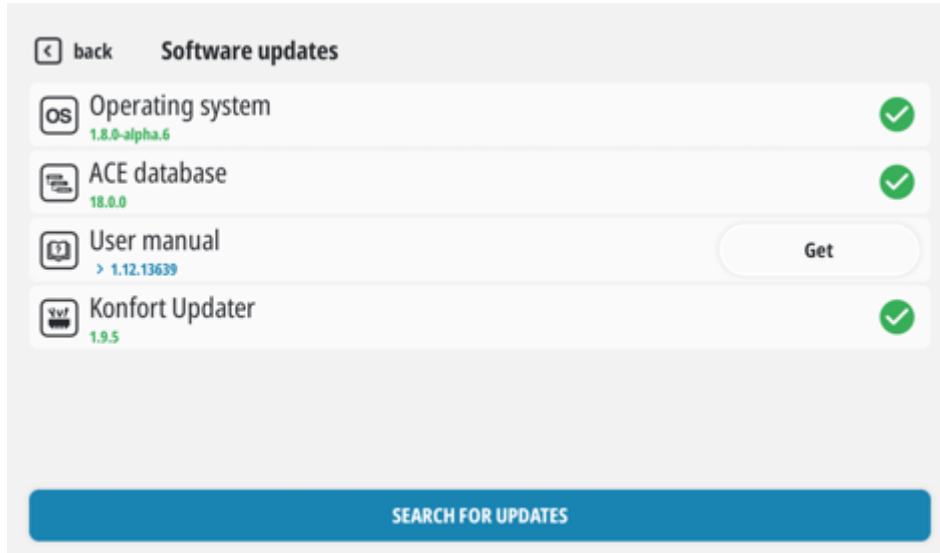 back Software updates
OS Operating system
1.8.0-alpha.6
ACE database
18.0.0
User manual
> 1.12.13639
Get
Konfort Updater
1.9.5
SEARCH FOR UPDATES